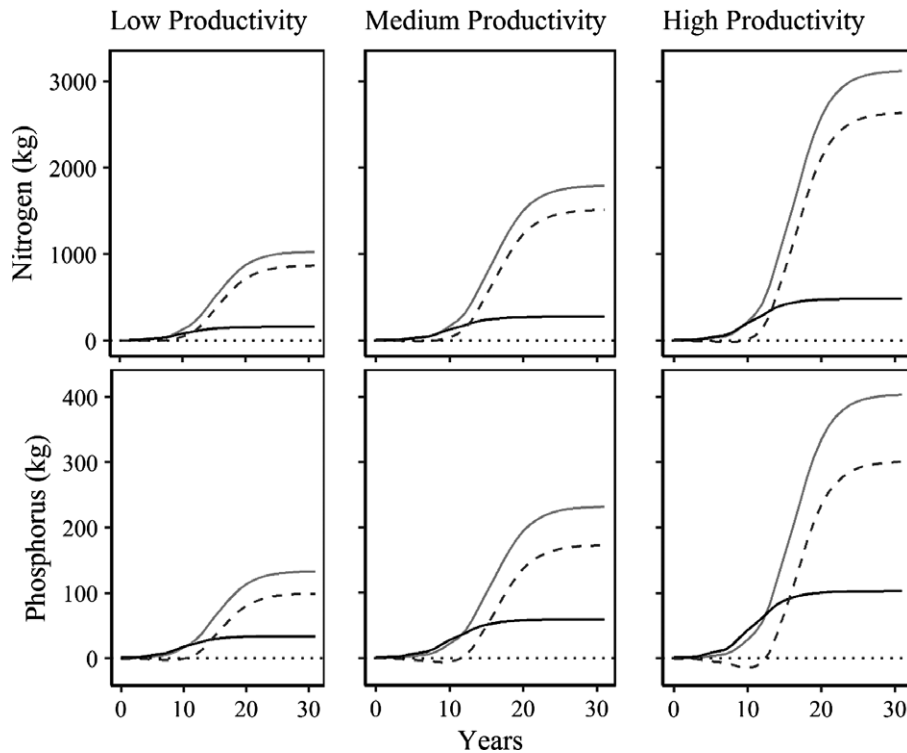 Low Productivity
Medium Productivity
High Productivity
Nitrogen (kg)
3000
2000
1000
0
Phosphorus (kg)
400
300
200
100
0
0 10 20 30
0 10 20 30
0 10 20 30
Years